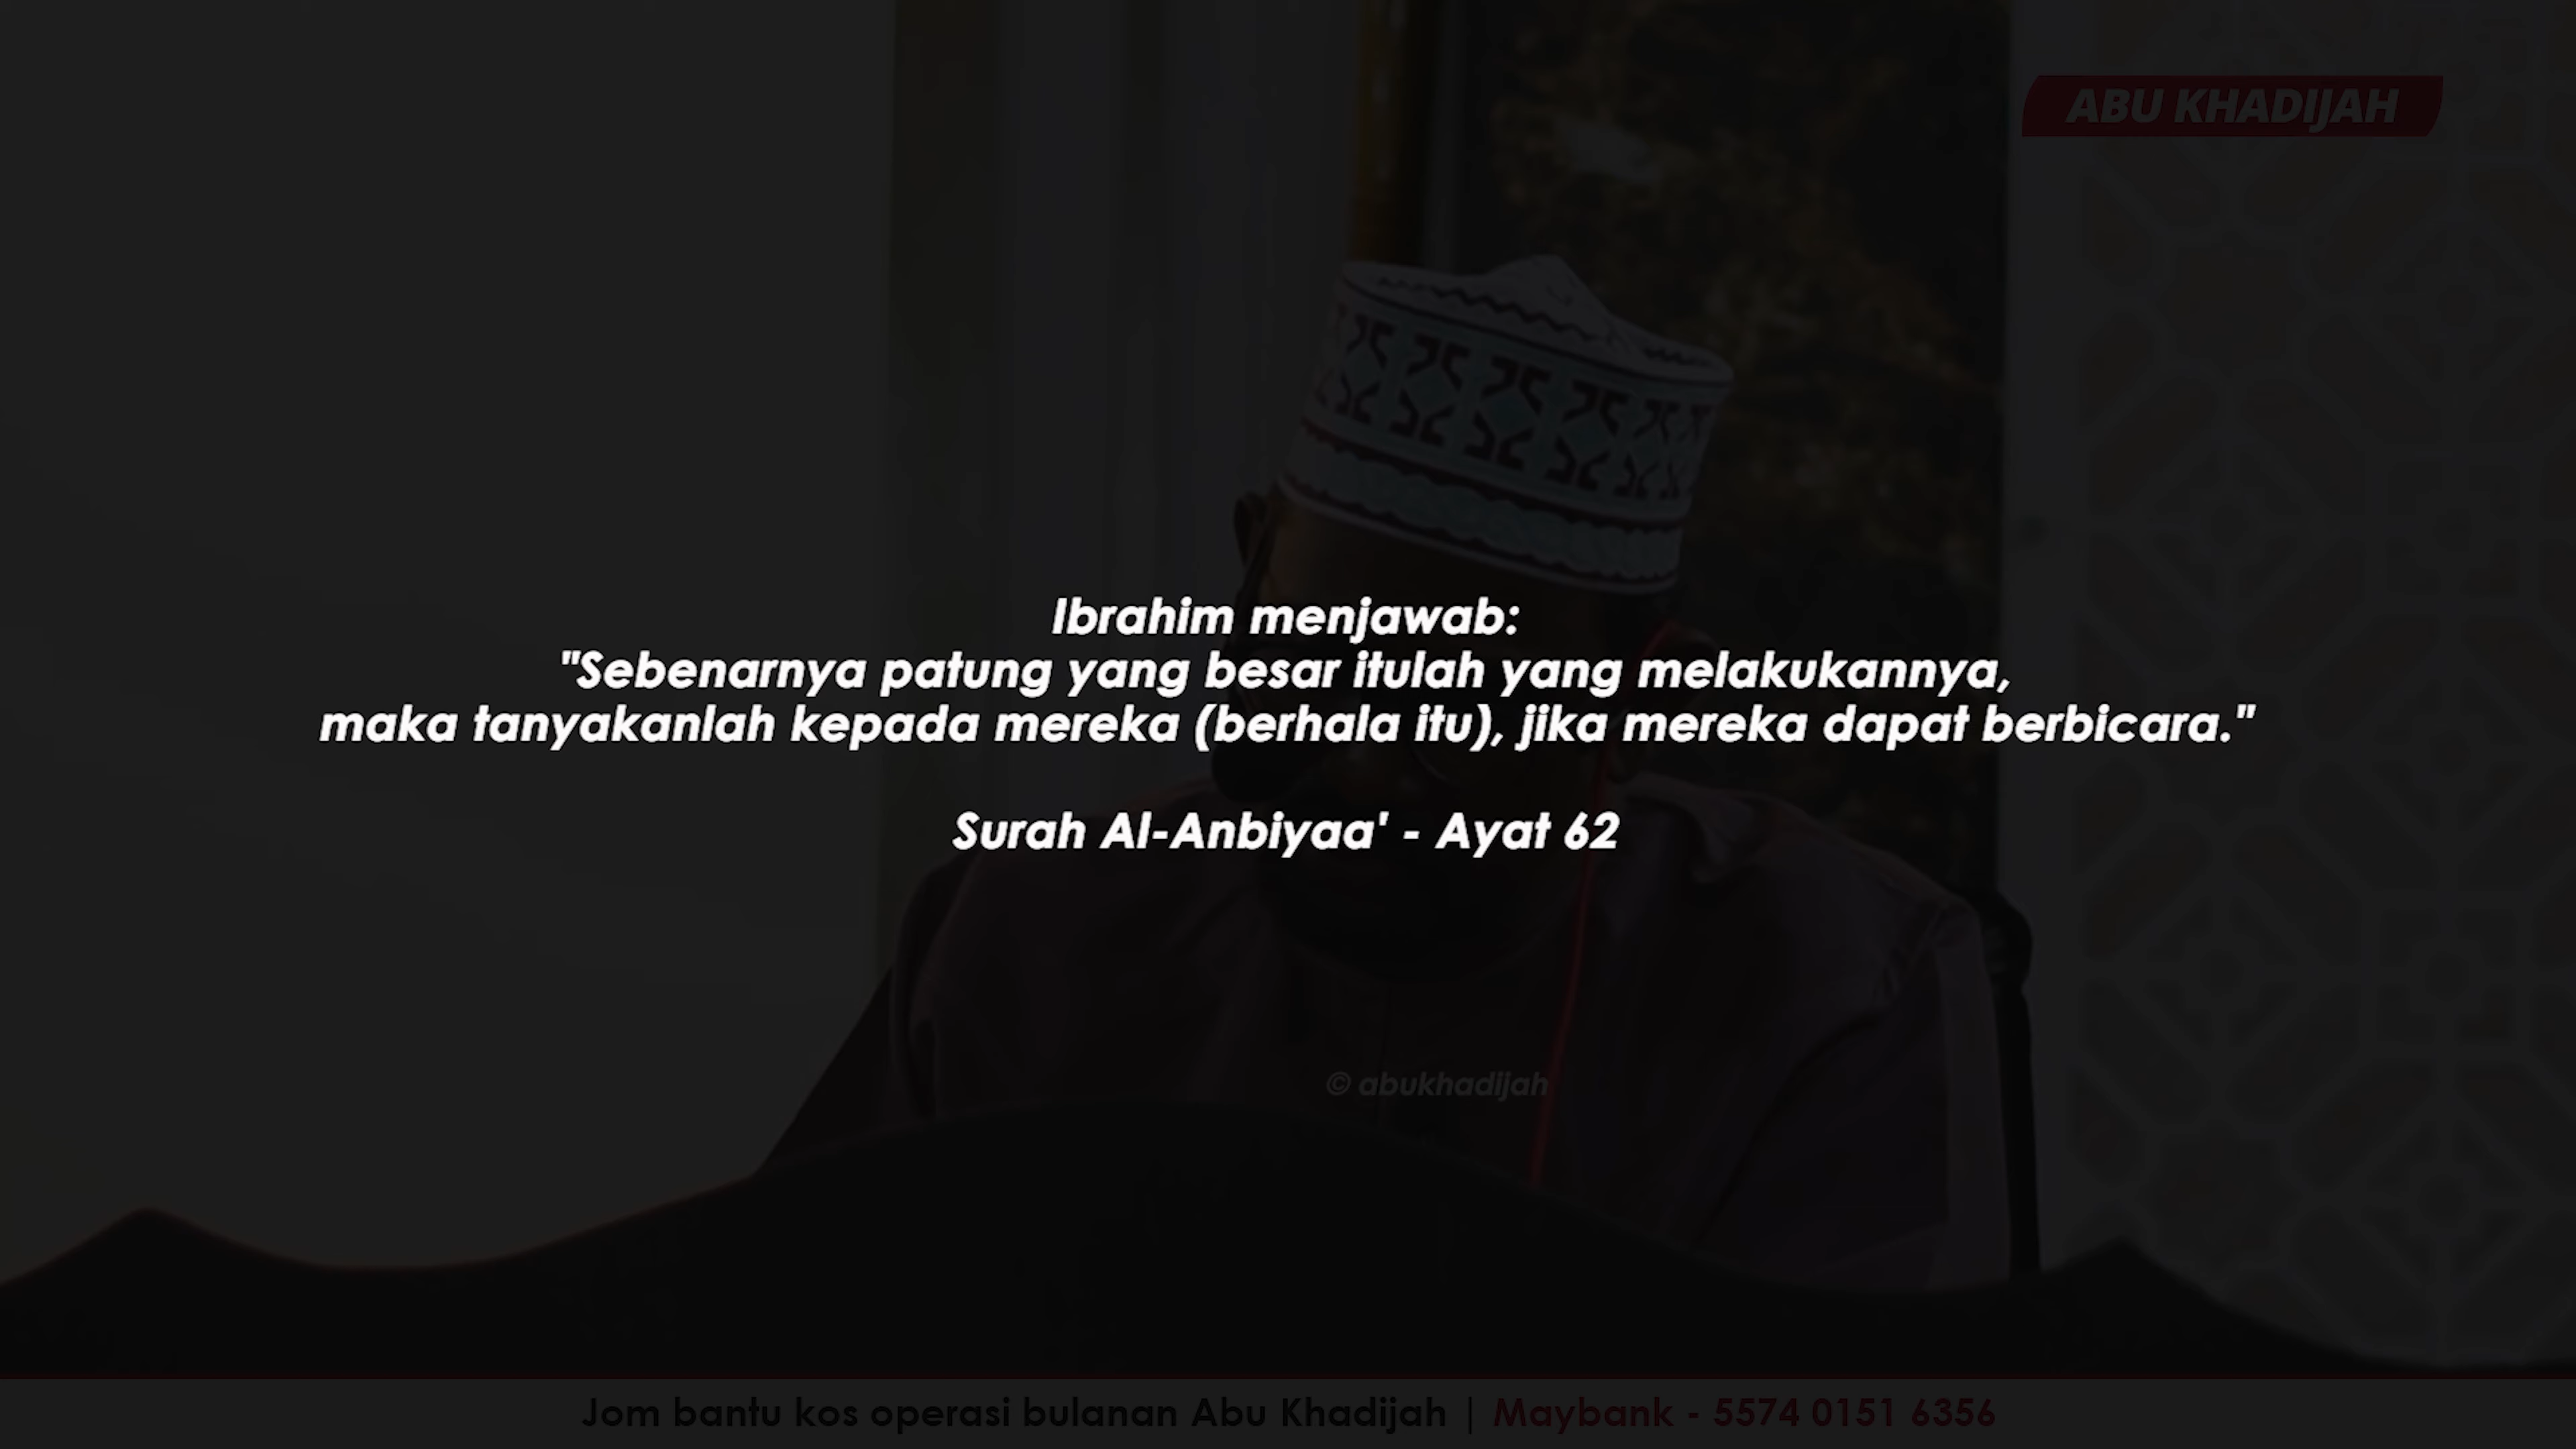 ABU KHADIJAH
Ibrahim menjawab:
"Sebenarnya patung yang besar itulah yang melakukannya,
maka tanyakanlah kepada mereka (berhala itu), jika mereka dapat berbicara."
Surah Al-Anbiyaa' - Ayat 62
© abukhadijah
Jom bantu kos operasi bulanan Abu Khadijah | Maybank - 5574 0151 6356